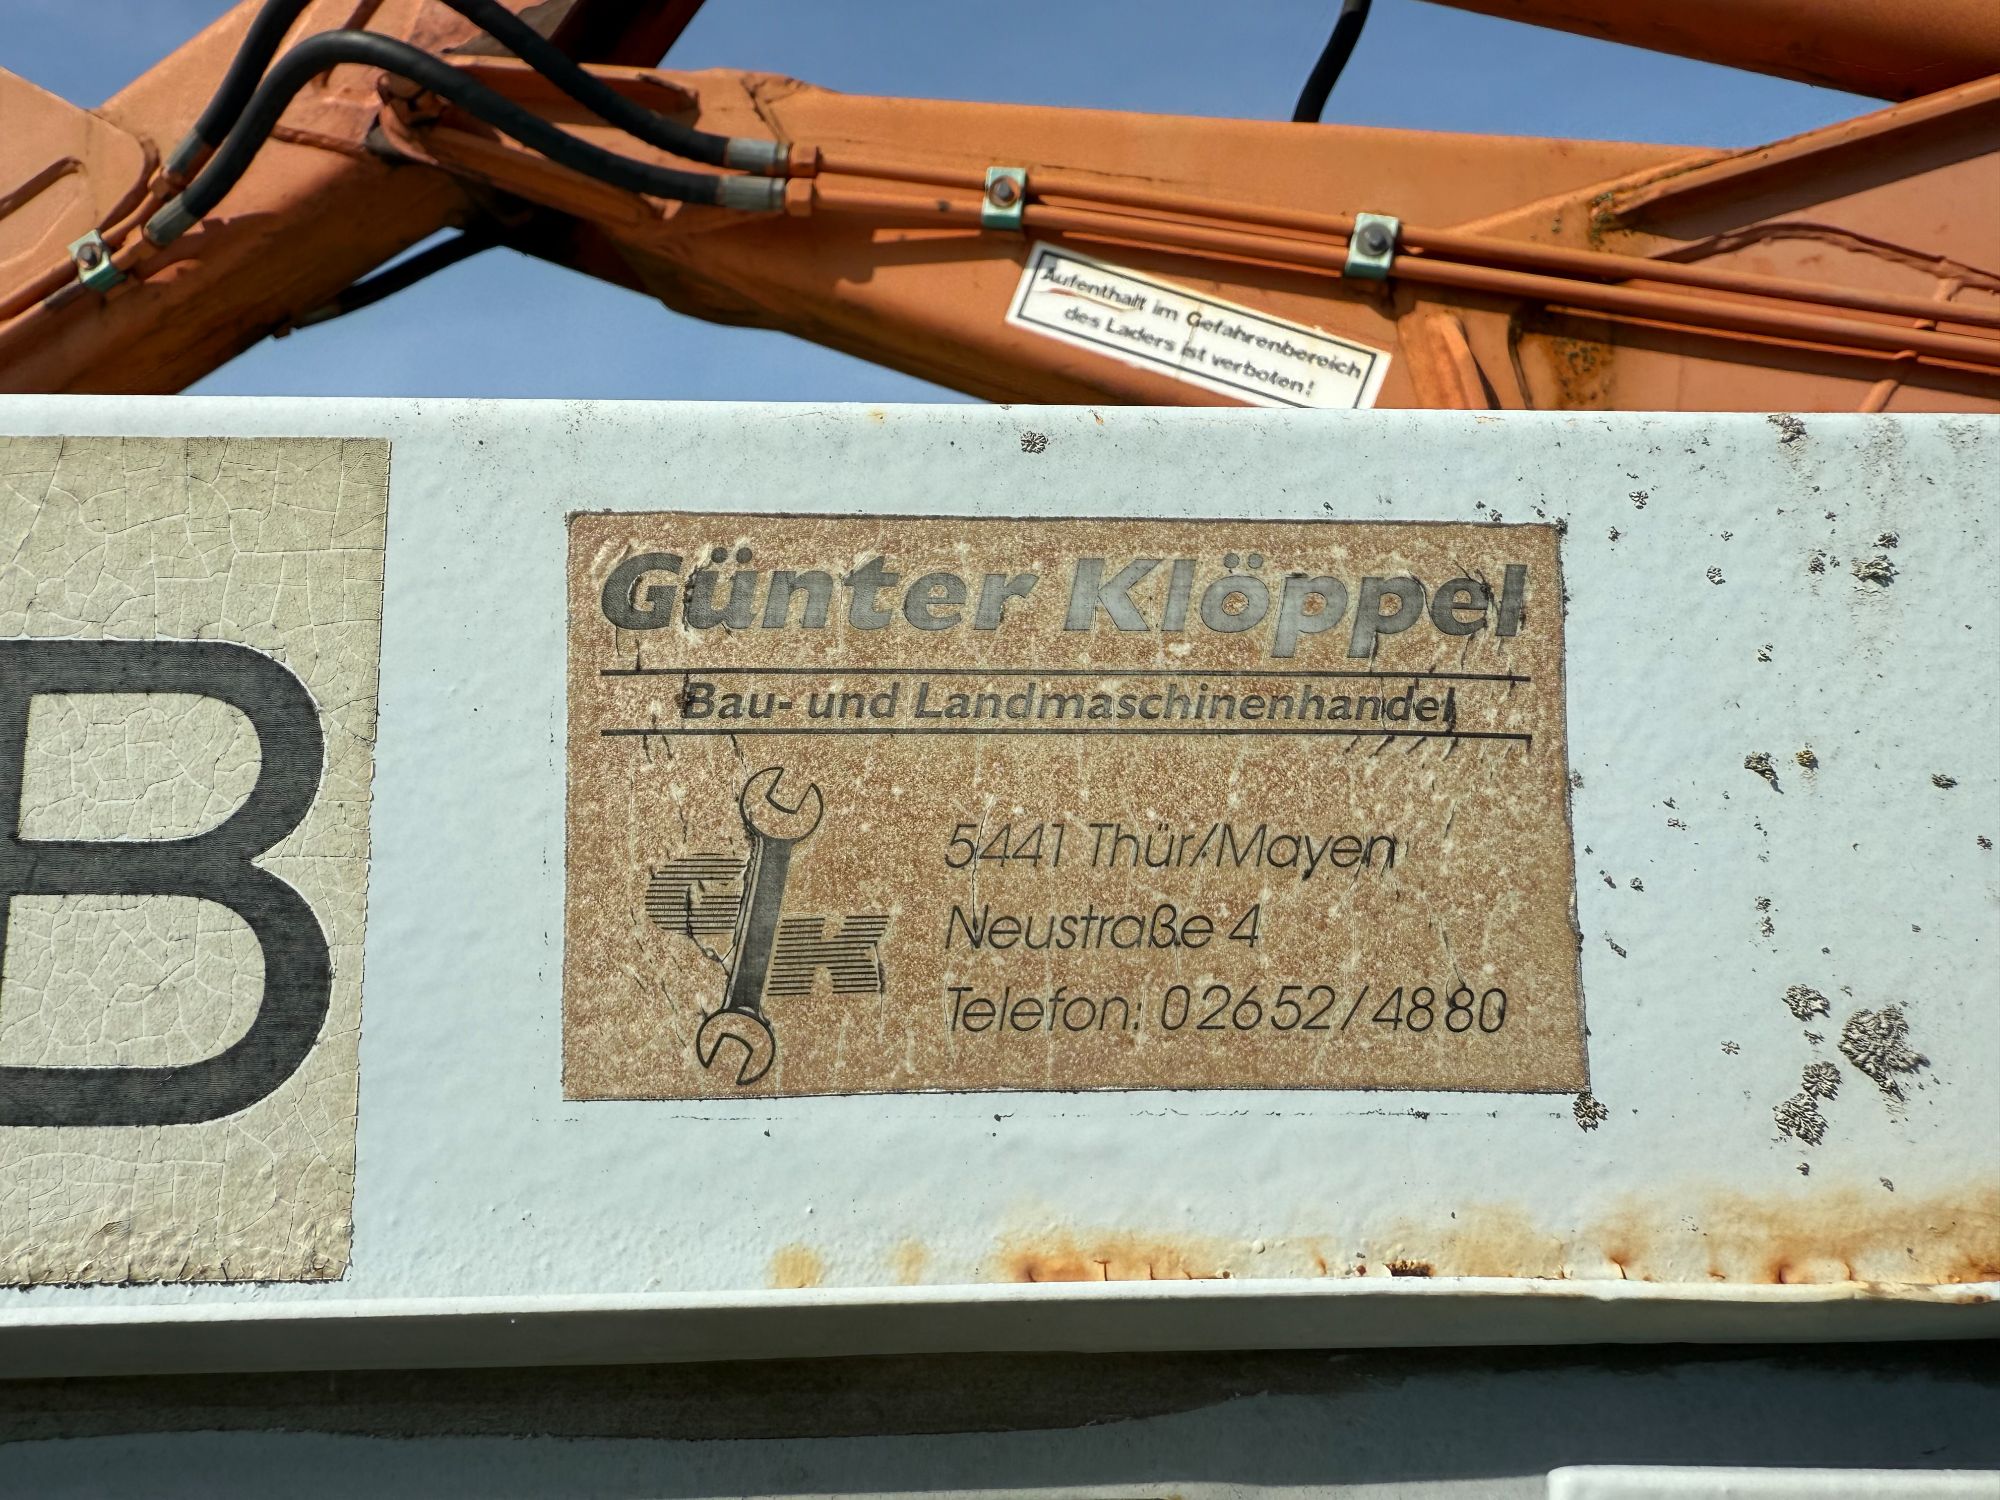 Aufenthalt im Gefahrenbereich
des Laders ist verboten!
B
Günter Klöppel
Bau- und Landmaschinenhandel
GK
5441 Thür/Mayen
Neustraße 4
Telefon: 02652/4880